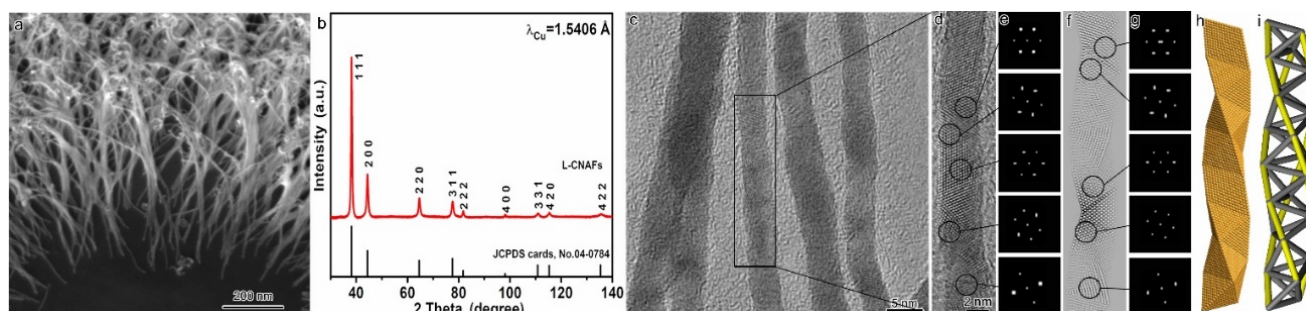 a
200 nm
b
λCu=1.5406 Å
Intensity (a.u.)
1 1 1
2 0 0
2 2 0
3 1 1
2 2 2
4 0 0
3 3 1
4 2 0
4 2 2
L-CNAFs
JCPDS cards, No.04-0784
40 60 80 100 120 140
2 Theta (degree)
c
5 nm
d
2 nm
e
f
g
h
i